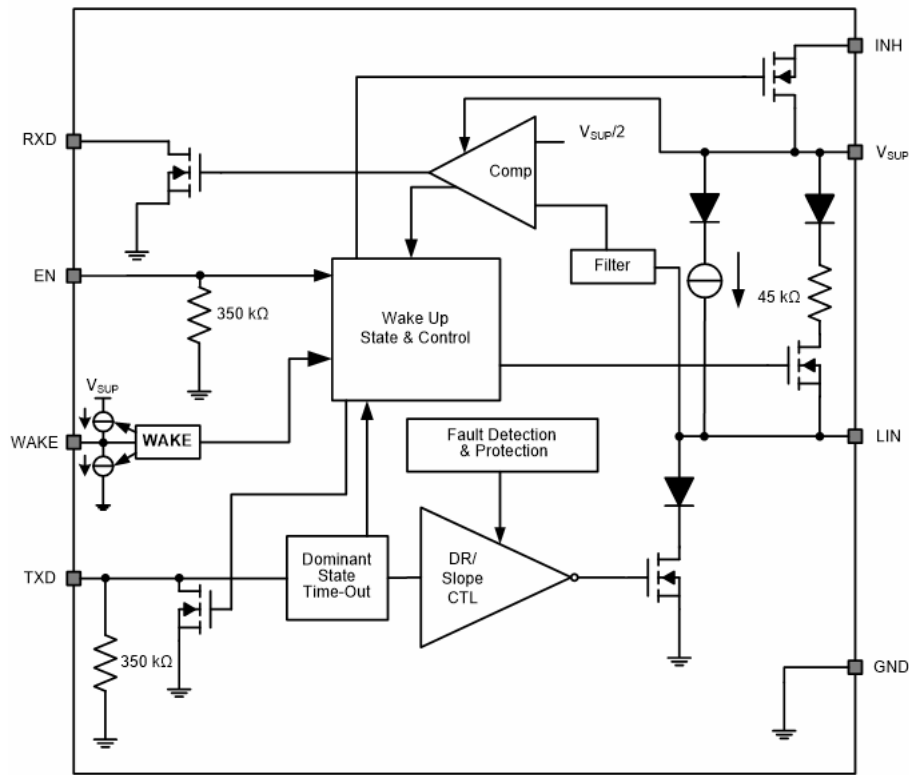 INH
RXD
V_SUP/2
V_SUP
Comp
EN
Filter
350 kΩ
45 kΩ
Wake Up
State & Control
V_SUP
WAKE
WAKE
Fault Detection
& Protection
LIN
TXD
Dominant
State
Time-Out
DR/
Slope
CTL
350 kΩ
GND